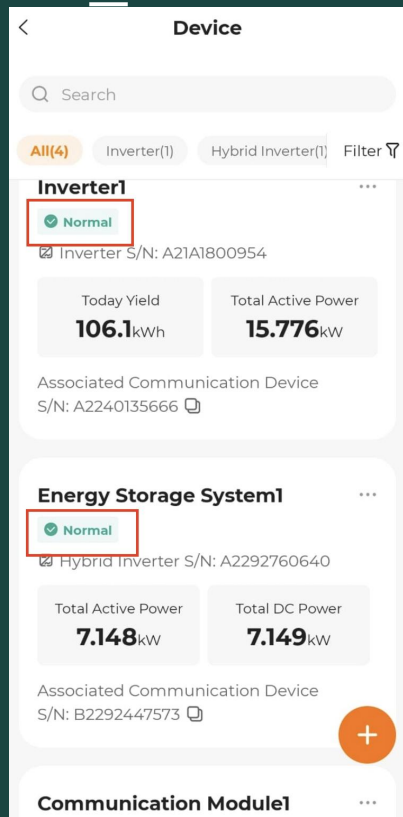 Device
Search
All(4) Inverter(1) Hybrid Inverter(1) Filter
Inverter1
Normal
Inverter S/N: A21A1800954
Today Yield Total Active Power
106.1kWh 15.776kW
Associated Communication Device
S/N: A2240135666
Energy Storage System1
Normal
Hybrid Inverter S/N: A2292760640
Total Active Power Total DC Power
7.148kW 7.149kW
Associated Communication Device
S/N: B2292447573
Communication Module1